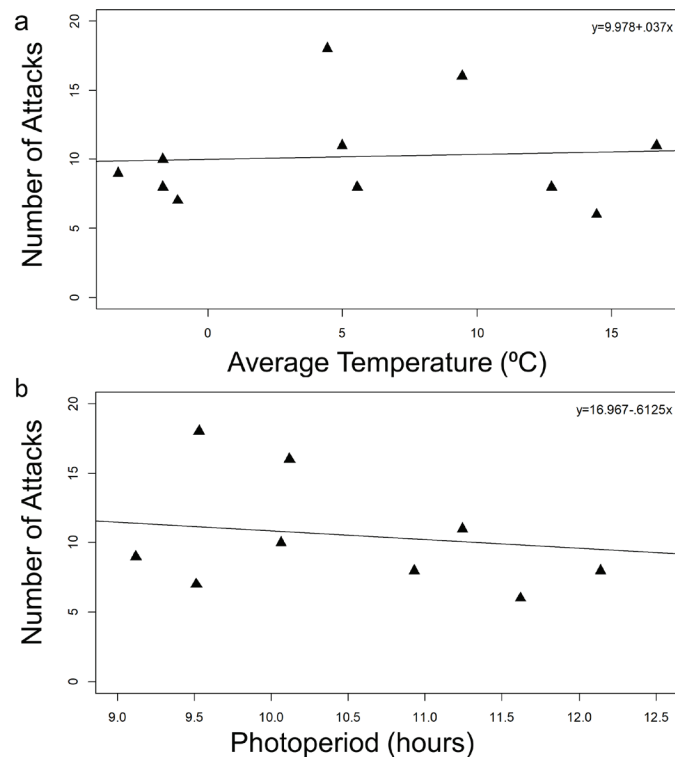 a
y=9.978+.037x
Number of Attacks
20
15
10
5
0
0 5 10 15
Average Temperature (ºC)
b
y=16.967-.6125x
Number of Attacks
20
15
10
5
0
9.0 9.5 10.0 10.5 11.0 11.5 12.0 12.5
Photoperiod (hours)